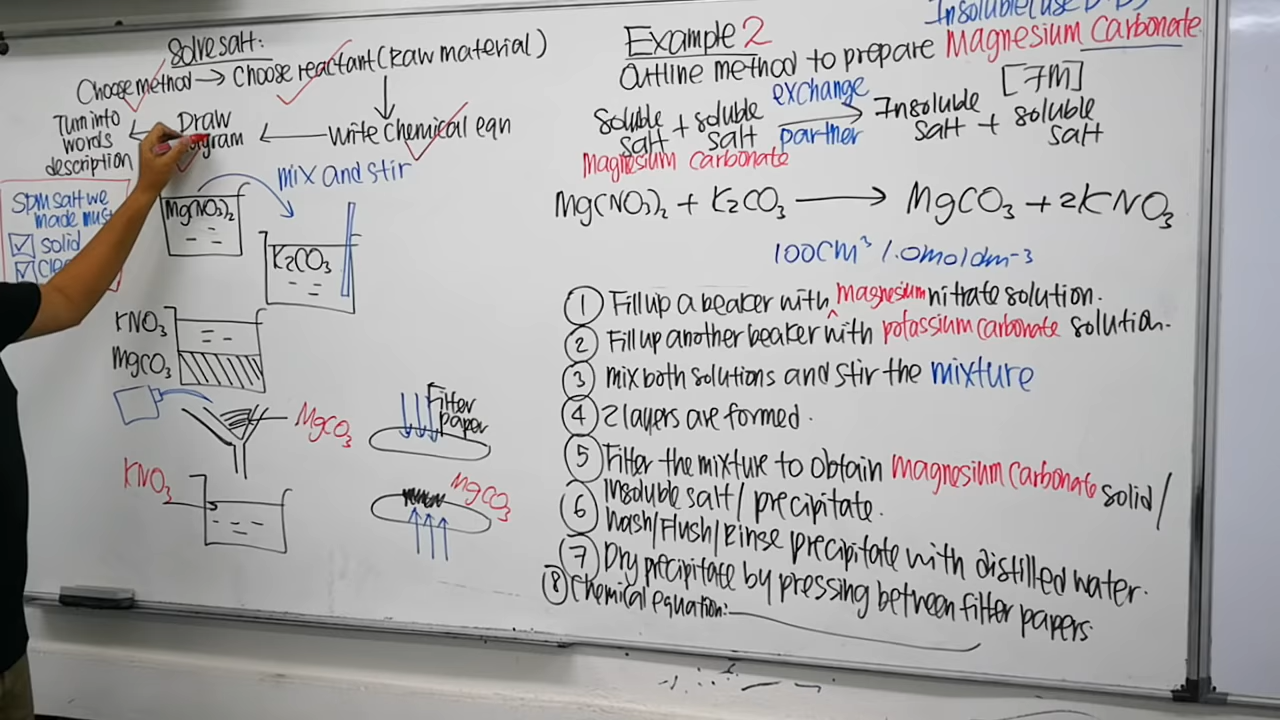 Solve salt:
Choose method → Choose reactant (Raw material)
Turn into words description ← Draw ← Write Chemical eqn
SPM salt we
made must
solid
mix and stir
Mg(NO3)2
K2CO3
KNO3
MgCO3
MgCO3
KNO3
Filter
paper
MgCO3
Insoluble (use
Example 2
Outline method to prepare Magnesium Carbonate
[7M]
Soluble salt + soluble salt exchange partner → Insoluble salt + soluble salt
Magnesium carbonate
Mg(NO3)2 + K2CO3 → MgCO3 + 2KNO3
100cm³ 1.0moldm-3
① Fill up a beaker with magnesium nitrate solution.
② Fill up another beaker with potassium carbonate solution.
③ mix both solutions and stir the mixture
④ 2 layers are formed.
⑤ Filter the mixture to obtain magnesium carbonate solid/
insoluble salt/precipitate.
⑥ Wash/Flush/Rinse precipitate with distilled water.
⑦ Dry precipitate by pressing between filter papers
⑧ Chemical equation: